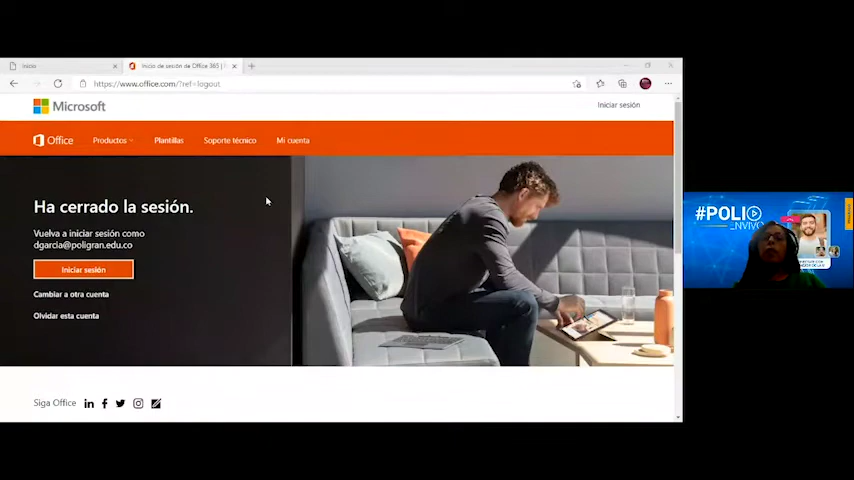 Inicio
Inicio de sesión de Office 365 |
https://www.office.com/?ref=logout
Microsoft
Iniciar sesión
Office
Productos
Plantillas
Soporte técnico
Mi cuenta
Ha cerrado la sesión.
Vuelva a iniciar sesión como
dgarcia@poligran.edu.co
Iniciar sesión
Cambiar a otra cuenta
Olvidar esta cuenta
Siga Office
#POLI
ENVIVO